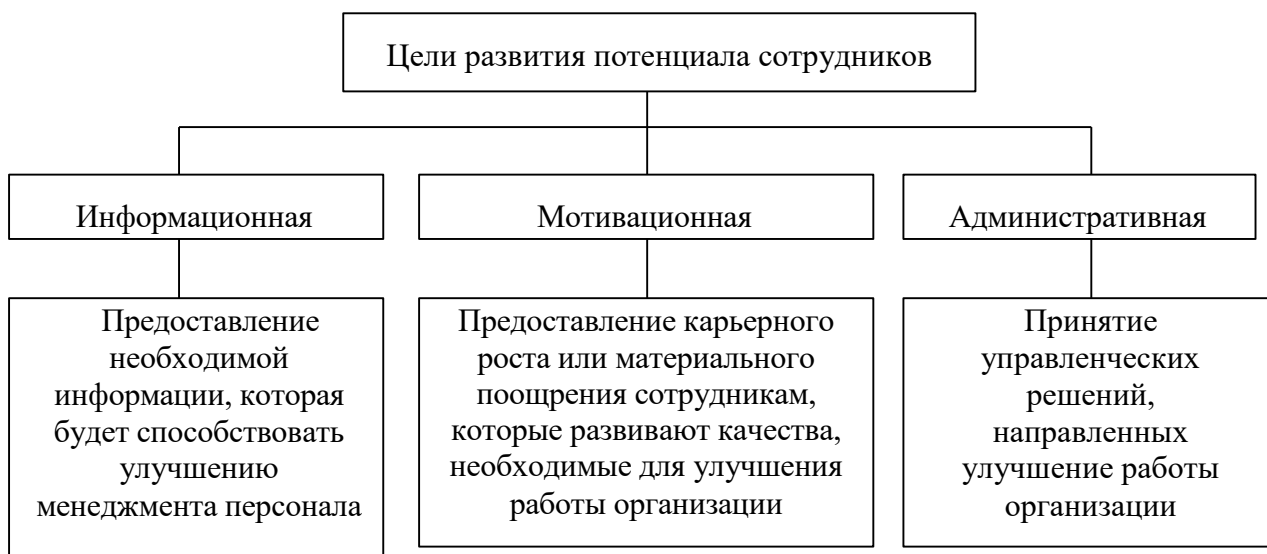 Цели развития потенциала сотрудников
Информационная
Мотивационная
Административная
Предоставление
необходимой
информации, которая
будет способствовать
улучшению
менеджмента персонала
Предоставление карьерного
роста или материального
поощрения сотрудникам,
которые развивают качества,
необходимые для улучшения
работы организации
Принятие
управленческих
решений,
направленных
улучшение работы
организации